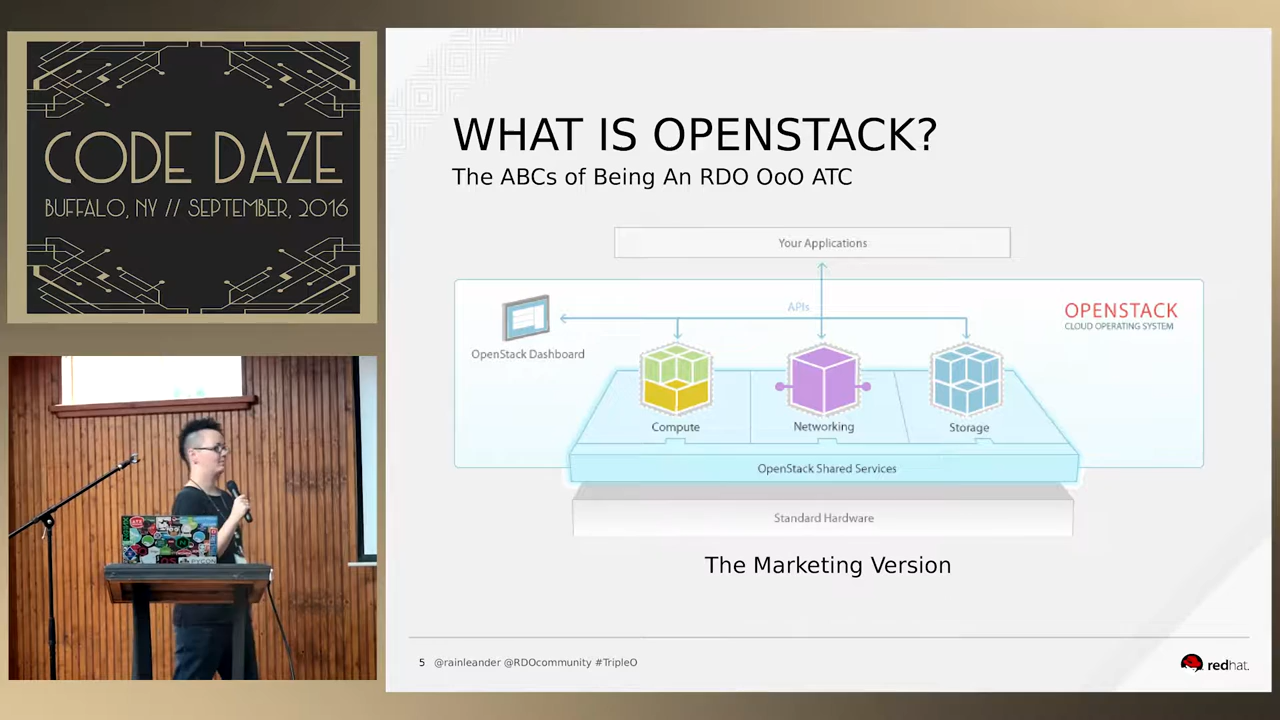 CODE DAZE
BUFFALO, NY // SEPTEMBER, 2016
WHAT IS OPENSTACK?
The ABCs of Being An RDO OoO ATC
Your Applications
APIs
OPENSTACK
CLOUD OPERATING SYSTEM
OpenStack Dashboard
Compute
Networking
Storage
OpenStack Shared Services
Standard Hardware
The Marketing Version
5 @rainleander @RDOcommunity #TripleO
redhat.